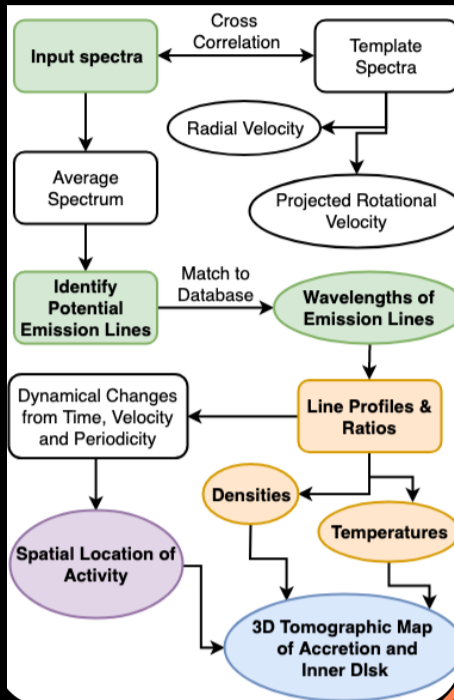 Cross
Correlation
Input spectra
Template
Spectra
Radial Velocity
Average
Spectrum
Projected Rotational
Velocity
Identify
Potential
Emission Lines
Match to
Database
Wavelengths of
Emission Lines
Dynamical Changes
from Time, Velocity
and Periodicity
Line Profiles &
Ratios
Densities
Temperatures
Spatial Location of
Activity
3D Tomographic Map
of Accretion and
Inner DIsk